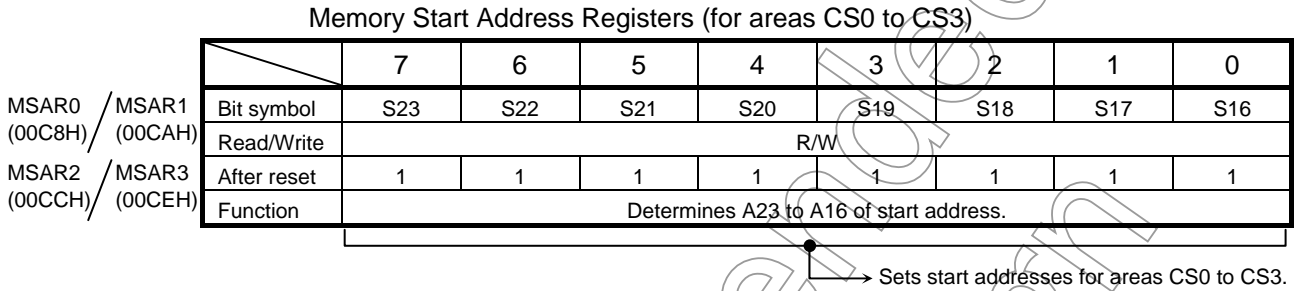 Memory Start Address Registers (for areas CS0 to CS3)
7 6 5 4 3 2 1 0
MSAR0 / MSAR1 Bit symbol S23 S22 S21 S20 S19 S18 S17 S16
(00C8H) (00CAH) Read/Write R/W
MSAR2 / MSAR3 After reset 1 1 1 1 1 1 1 1
(00CCH) (00CEH) Function Determines A23 to A16 of start address.
Sets start addresses for areas CS0 to CS3.